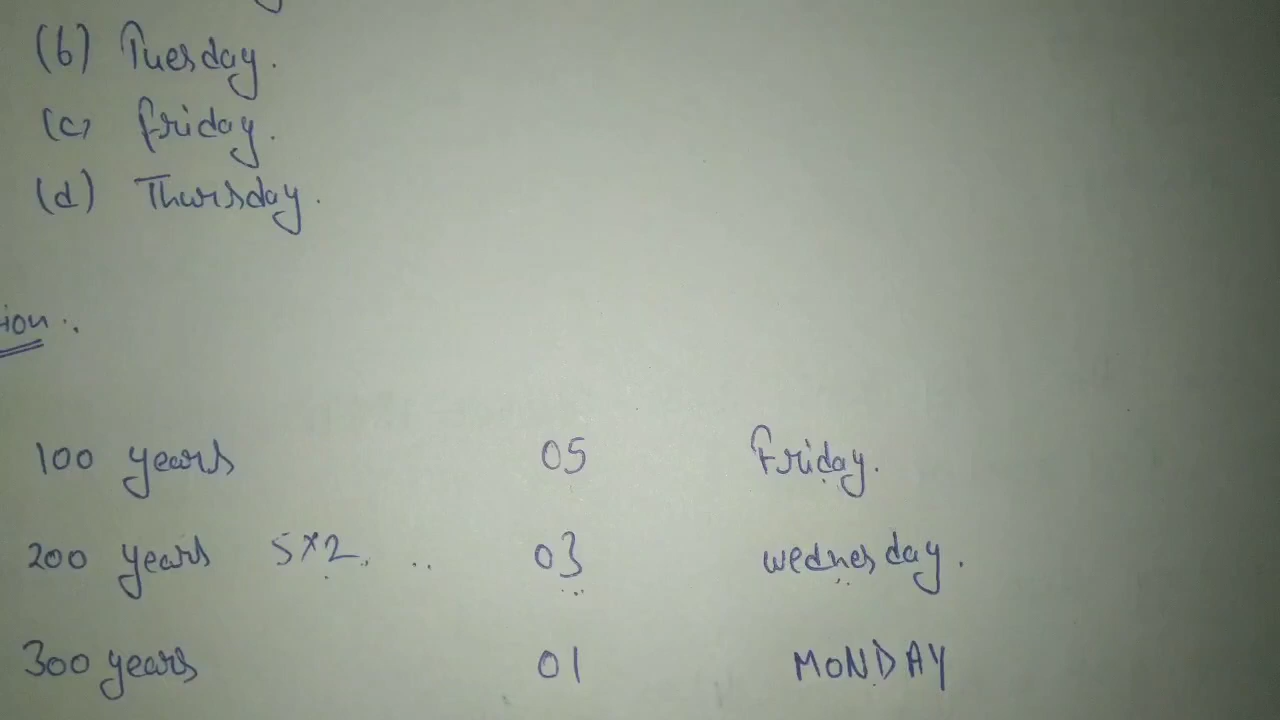 (b) Tuesday.
(c) Friday.
(d) Thursday.
tion :.
100 years 05 Friday.
200 years 5×2. .. 03 wednesday.
300 years 01 MONDAY